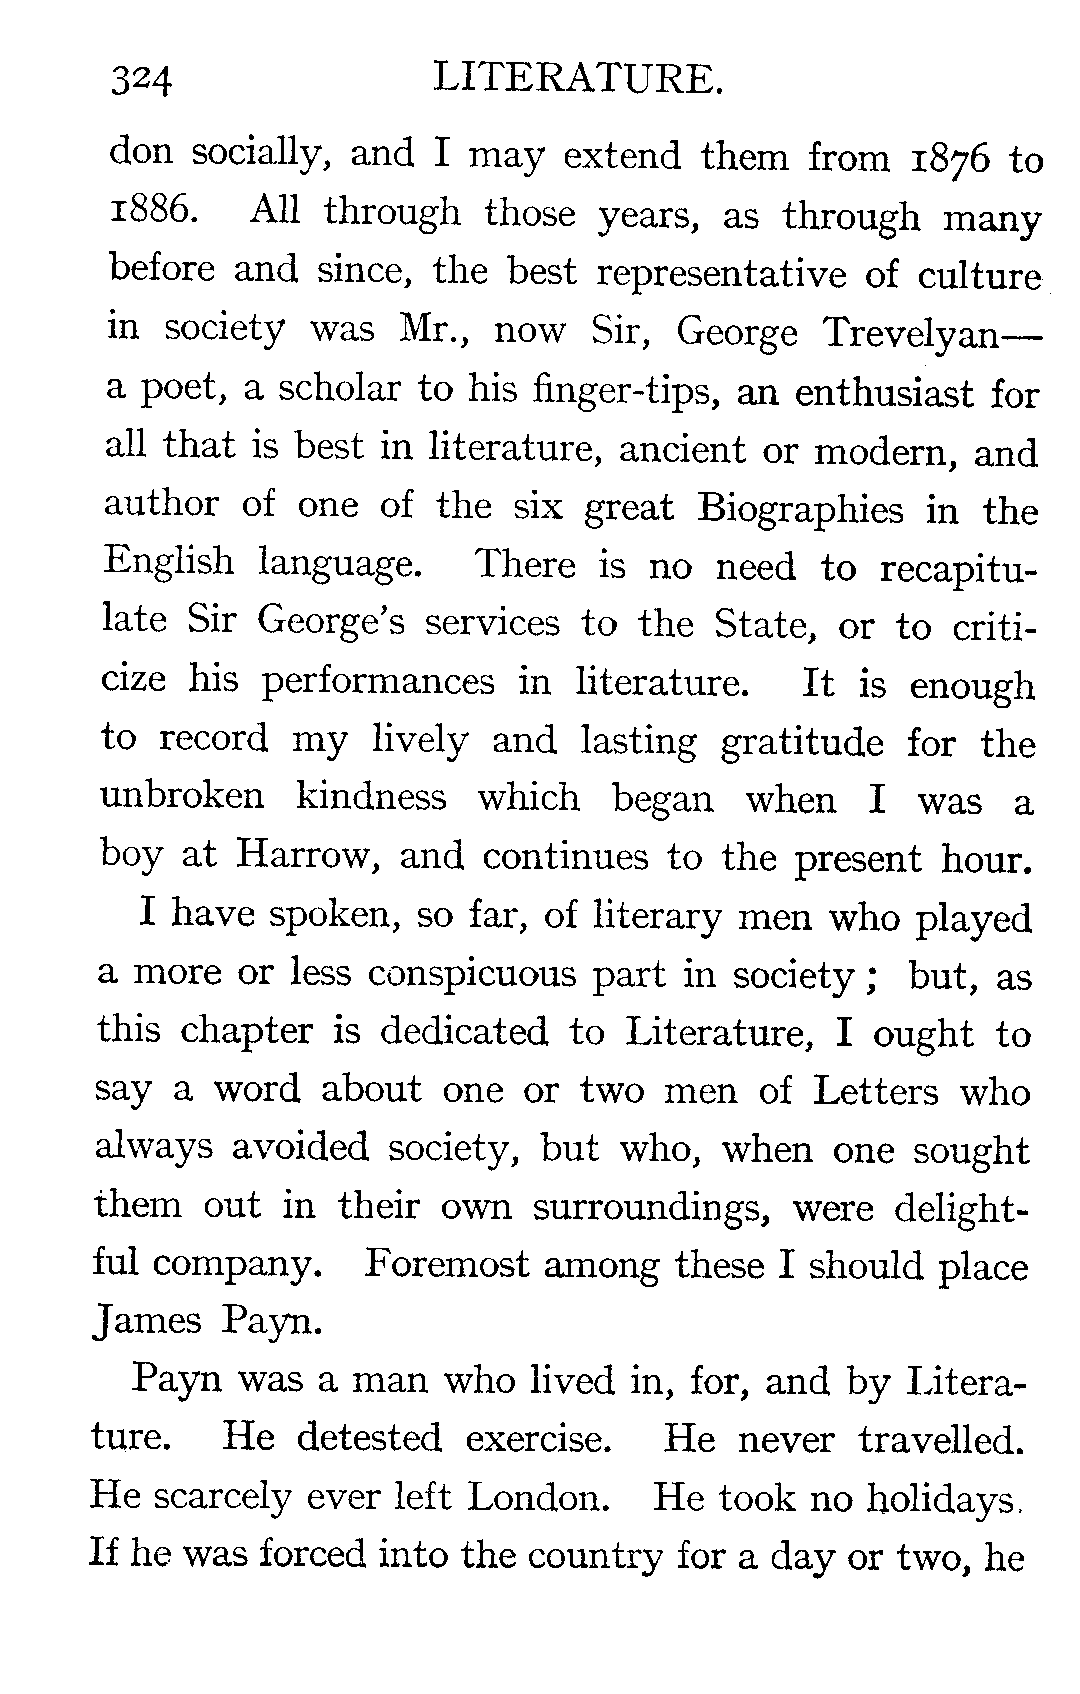 324 LITERATURE.
don socially, and I may extend them from 1876 to
1886. All through those years, as through many
before and since, the best representative of culture
in society was Mr., now Sir, George Trevelyan—
a poet, a scholar to his finger-tips, an enthusiast for
all that is best in literature, ancient or modern, and
author of one of the six great Biographies in the
English language. There is no need to recapitu-
late Sir George's services to the State, or to criti-
cize his performances in literature. It is enough
to record my lively and lasting gratitude for the
unbroken kindness which began when I was a
boy at Harrow, and continues to the present hour.
I have spoken, so far, of literary men who played
a more or less conspicuous part in society ; but, as
this chapter is dedicated to Literature, I ought to
say a word about one or two men of Letters who
always avoided society, but who, when one sought
them out in their own surroundings, were delight-
ful company. Foremost among these I should place
James Payn.
Payn was a man who lived in, for, and by Litera-
ture. He detested exercise. He never travelled.
He scarcely ever left London. He took no holidays.
If he was forced into the country for a day or two, he